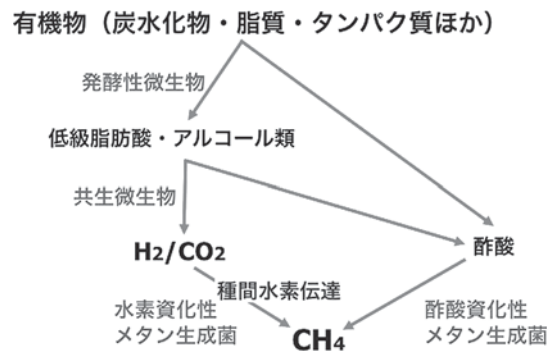 有機物（炭水化物・脂質・タンパク質ほか）
発酵性微生物
低級脂肪酸・アルコール類
共生微生物
H2/CO2
酢酸
種間水素伝達
水素資化性
メタン生成菌
CH4
酢酸資化性
メタン生成菌